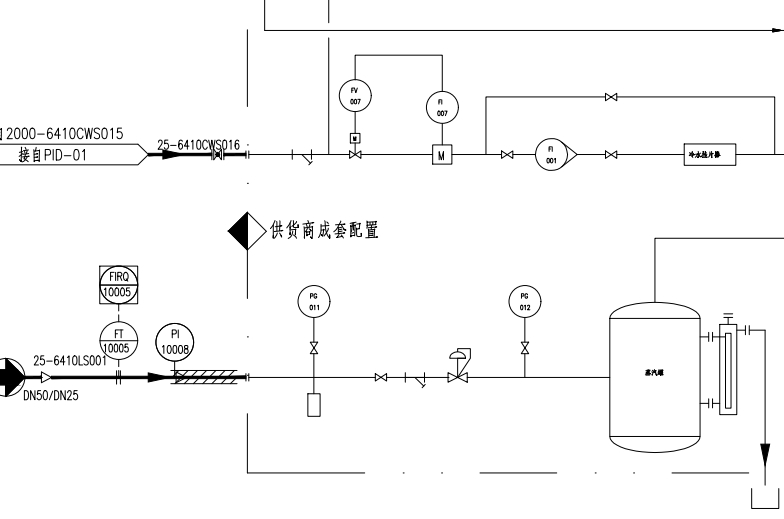 2000-6410CWS015
接自PID-01
25-6410CWS016
FV
007
FI
007
M
M
FI
001
冷水挂片器
供货商成套配置
FIRQ
10005
FT
10005
PI
10008
25-6410LS001
DN50/DN25
PG
011
PG
012
蒸汽罐